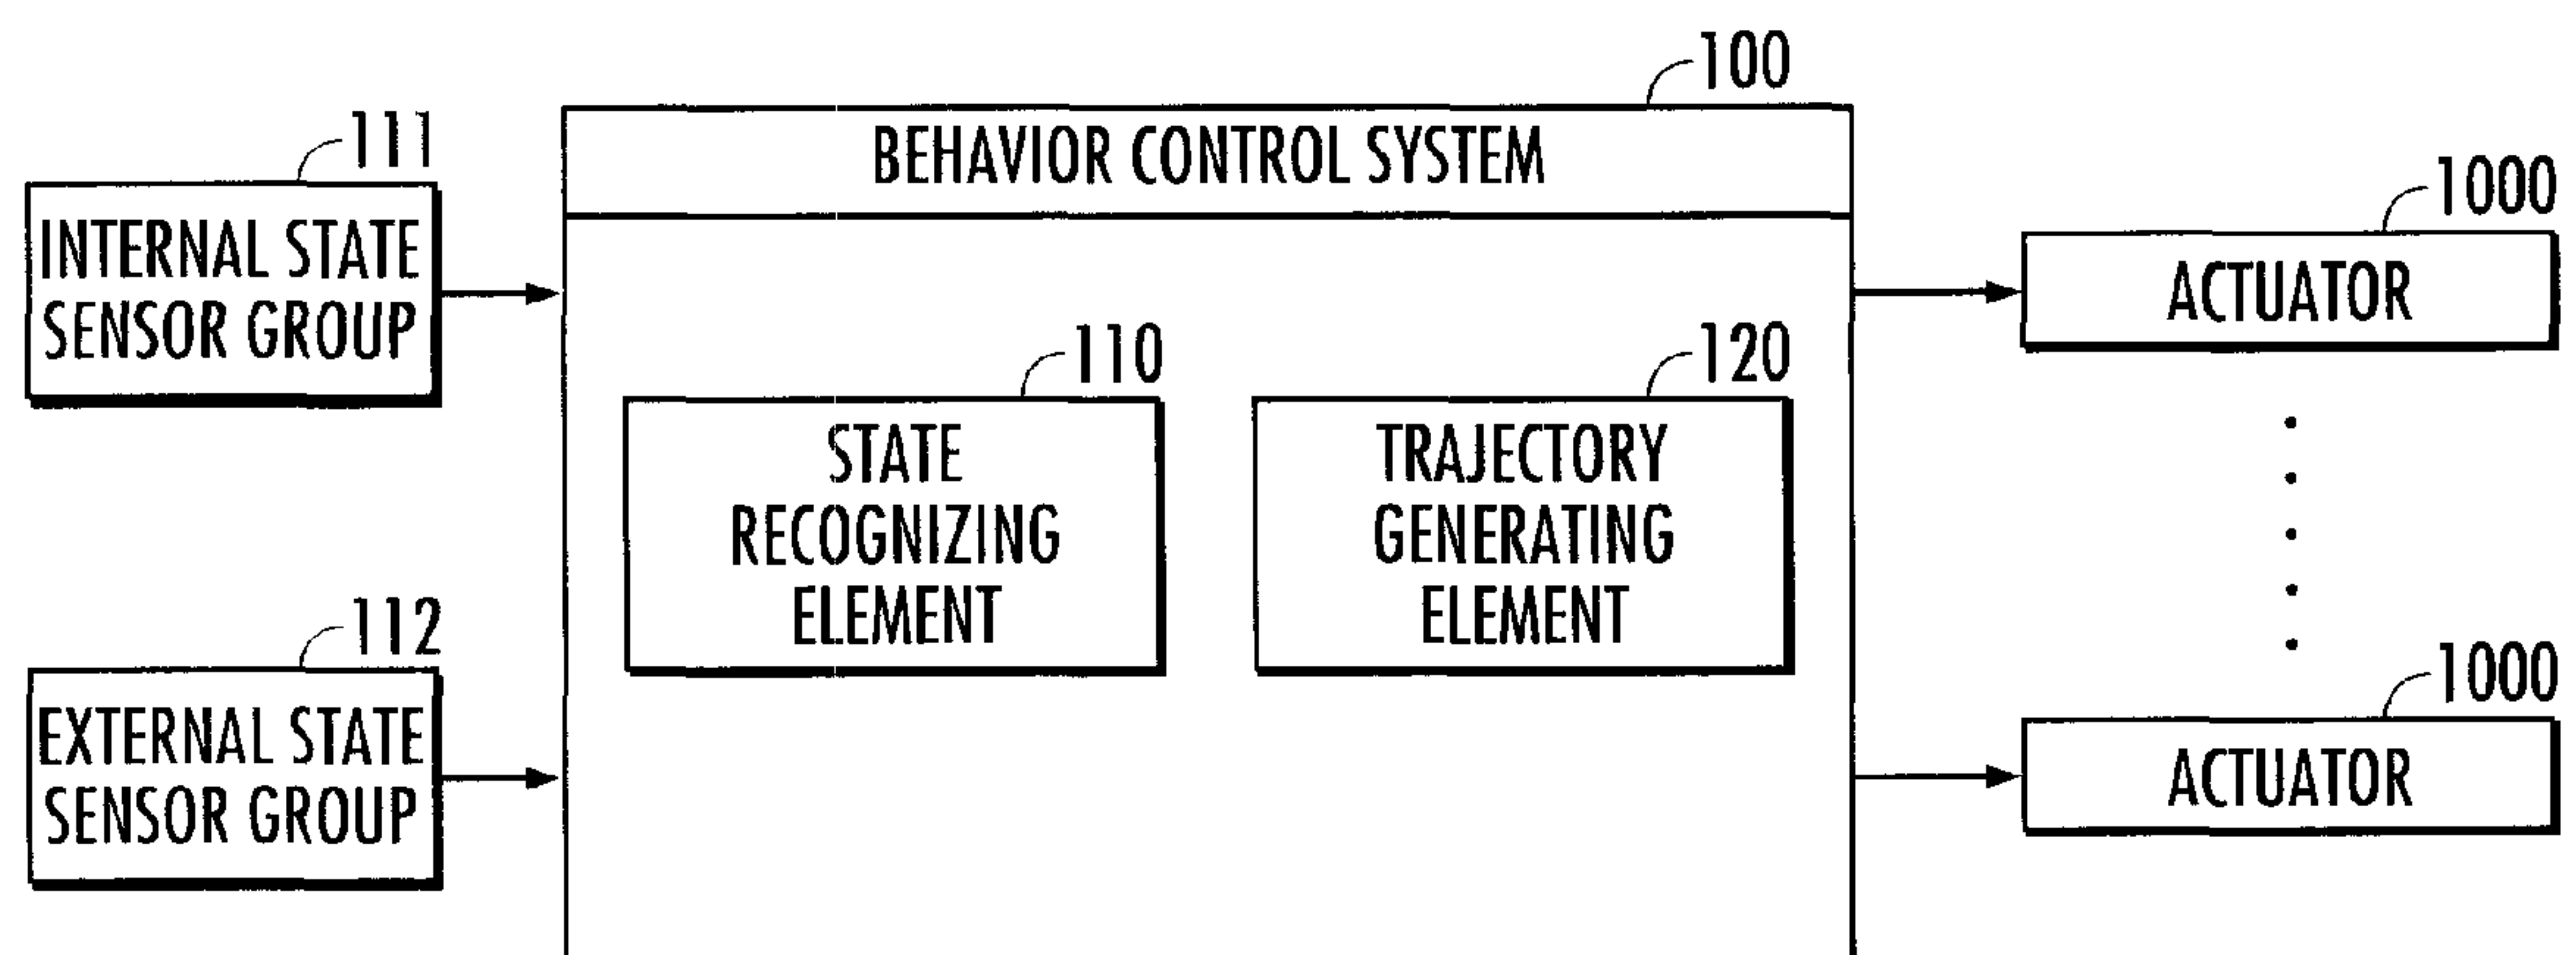 100
BEHAVIOR CONTROL SYSTEM
111
INTERNAL STATE
SENSOR GROUP
112
EXTERNAL STATE
SENSOR GROUP
110
STATE
RECOGNIZING
ELEMENT
120
TRAJECTORY
GENERATING
ELEMENT
1000
ACTUATOR
1000
ACTUATOR